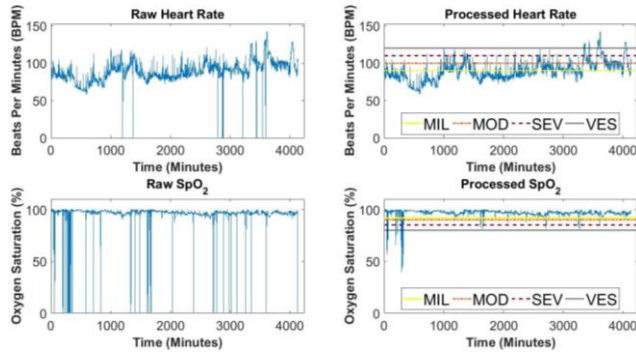 Raw Heart Rate
Beats Per Minutes (BPM)
150
100
50
0
0 1000 2000 3000 4000
Time (Minutes)
Processed Heart Rate
Beats Per Minutes (BPM)
150
100
50
0
MIL MOD SEV VES
0 1000 2000 3000 4000
Time (Minutes)
Raw SpO₂
Oxygen Saturation (%)
100
50
0
0 1000 2000 3000 4000
Time (Minutes)
Processed SpO₂
Oxygen Saturation (%)
100
50
0
MIL MOD SEV VES
0 1000 2000 3000 4000
Time (Minutes)